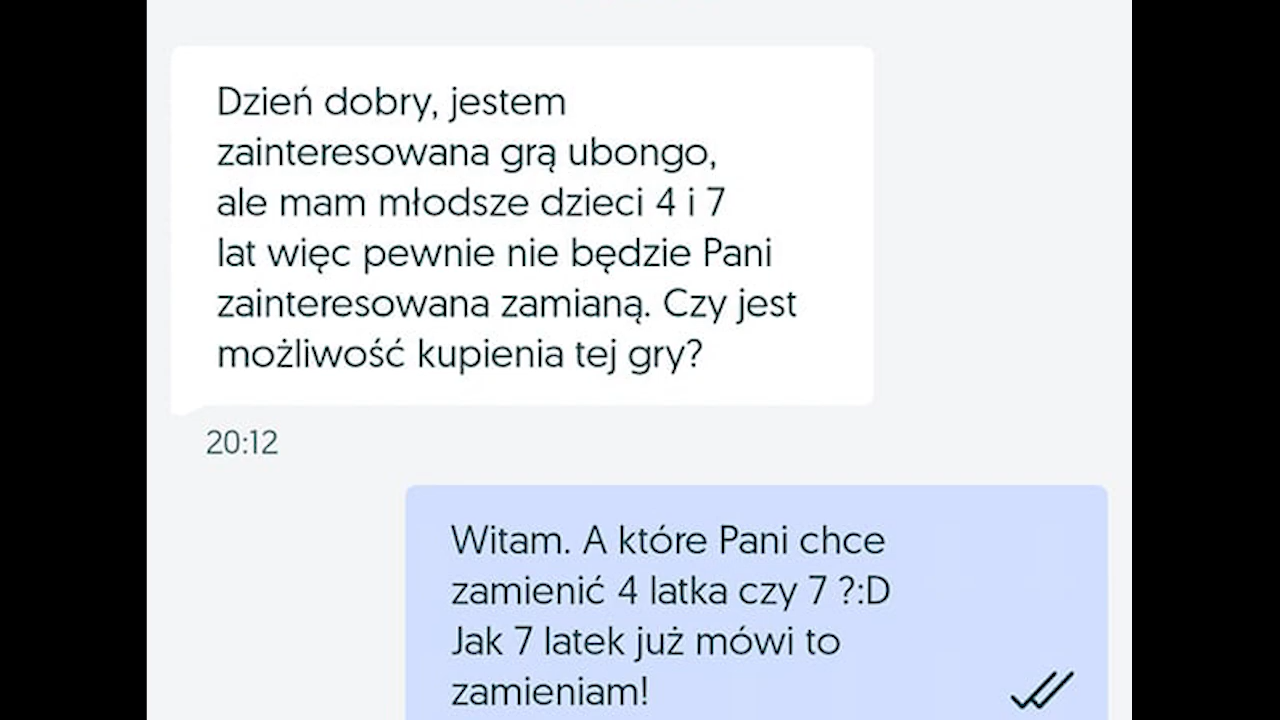 Dzień dobry, jestem
zainteresowana grą ubongo,
ale mam młodsze dzieci 4 i 7
lat więc pewnie nie będzie Pani
zainteresowana zamianą. Czy jest
możliwość kupienia tej gry?
20:12
Witam. A które Pani chce
zamienić 4 latka czy 7 ?:D
Jak 7 latek już mówi to
zamieniam!